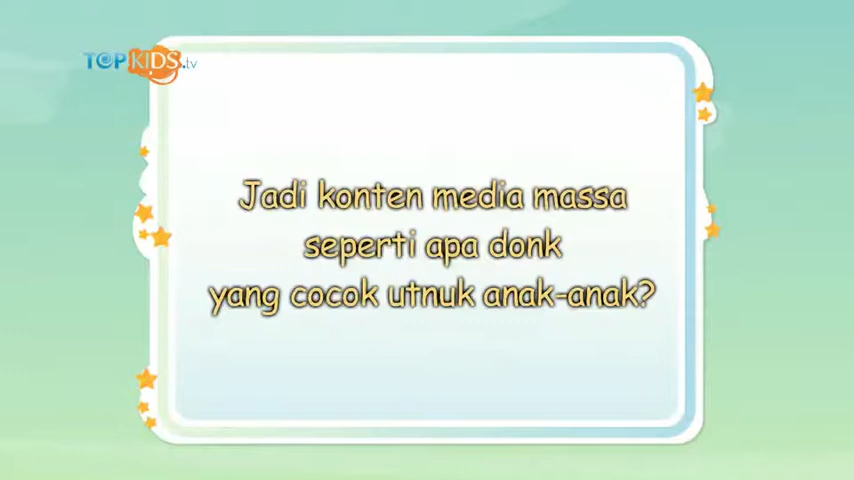 TOPKIDS.tv
Jadi konten media massa
seperti apa donk
yang cocok utnuk anak-anak?